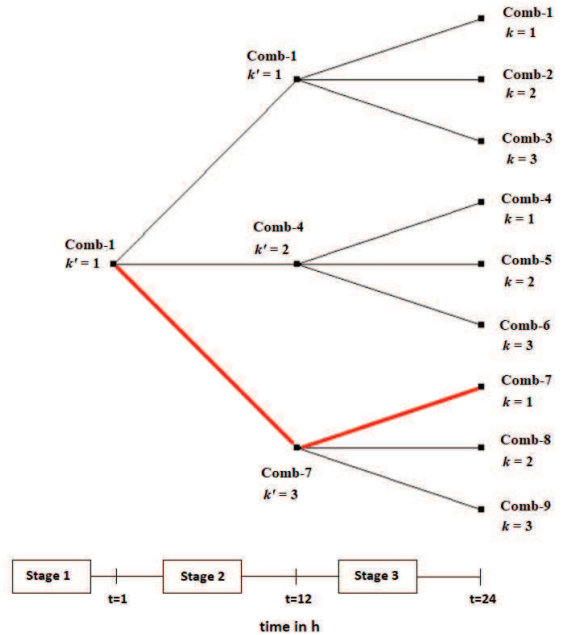 Comb-1
k = 1
Comb-1
k' = 1
Comb-2
k = 2
Comb-3
k = 3
Comb-4
k = 1
Comb-4
k' = 2
Comb-1
k' = 1
Comb-5
k = 2
Comb-6
k = 3
Comb-7
k = 1
Comb-7
k' = 3
Comb-8
k = 2
Comb-9
k = 3
Stage 1
Stage 2
Stage 3
t=1
t=12
t=24
time in h